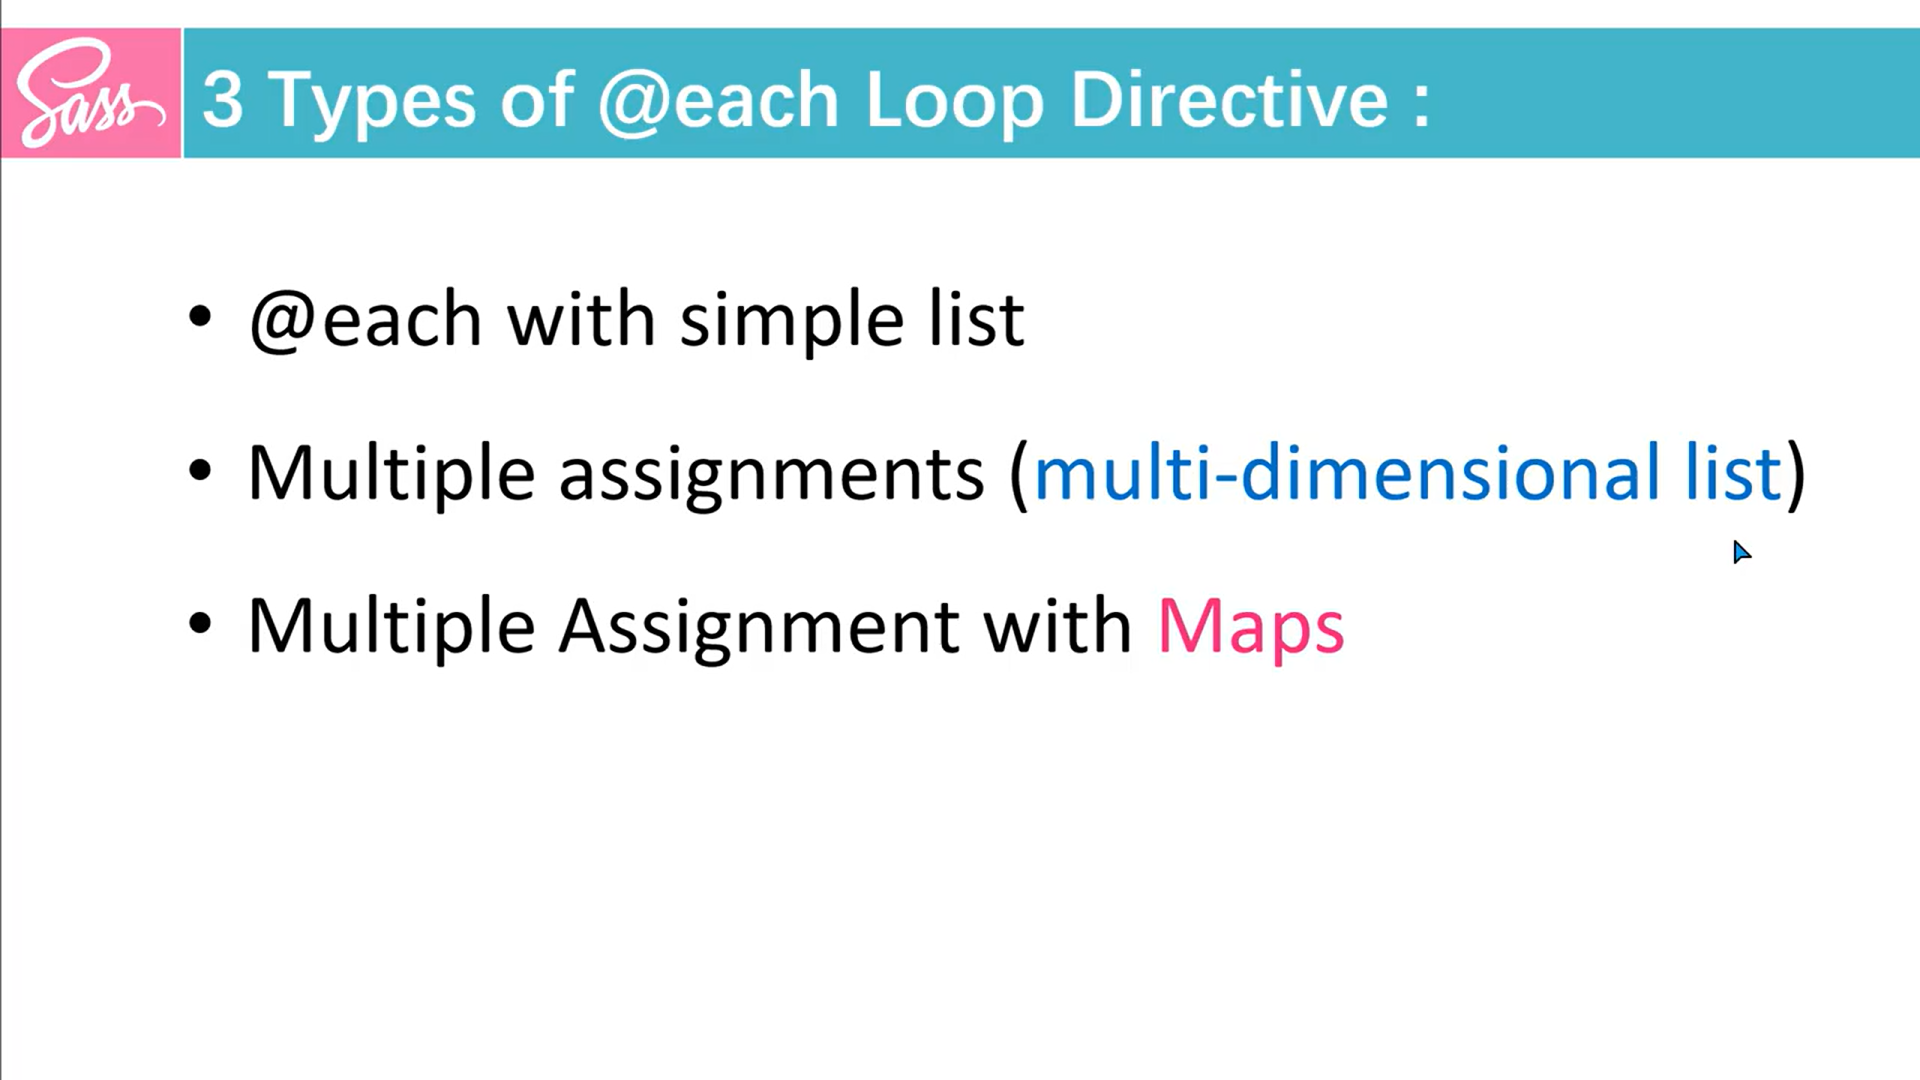 Sass
3 Types of @each Loop Directive :
• @each with simple list
• Multiple assignments (multi-dimensional list)
• Multiple Assignment with Maps